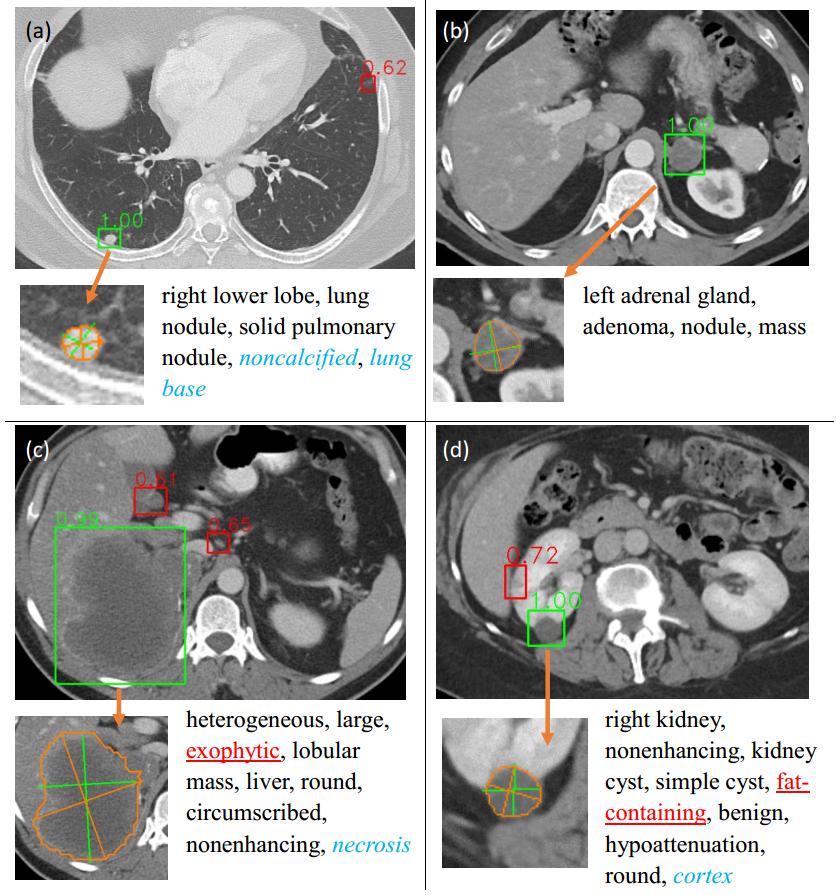 (a)
0.62
1.00
right lower lobe, lung
nodule, solid pulmonary
nodule, noncalcified, lung
base
(b)
1.00
left adrenal gland,
adenoma, nodule, mass
(c)
0.61
0.65
0.99
heterogeneous, large,
exophytic, lobular
mass, liver, round,
circumscribed,
nonenhancing, necrosis
(d)
0.72
1.00
right kidney,
nonenhancing, kidney
cyst, simple cyst, fat-
containing, benign,
hypoattenuation,
round, cortex